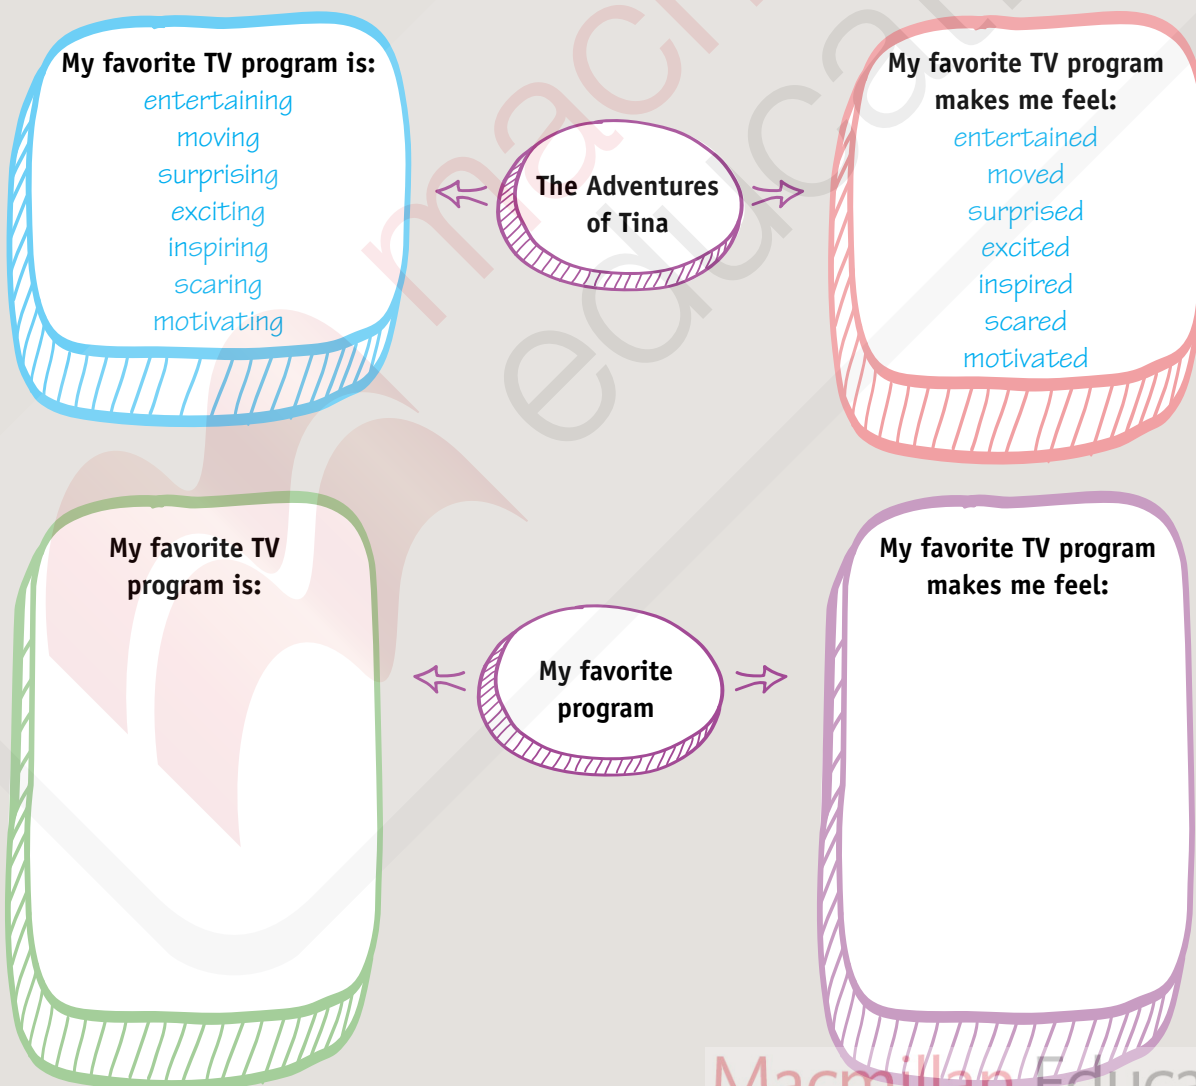 My favorite TV program is:
entertaining
moving
surprising
exciting
inspiring
scaring
motivating
The Adventures
of Tina
My favorite TV program
makes me feel:
entertained
moved
surprised
excited
inspired
scared
motivated
My favorite TV
program is:
My favorite
program
My favorite TV program
makes me feel:
Macmillan Educa